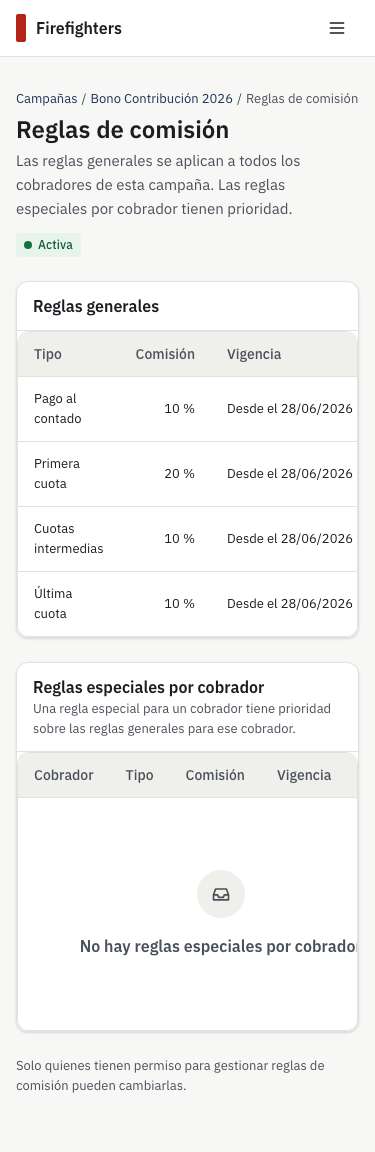 Firefighters
Campañas / Bono Contribución 2026 / Reglas de comisión
Reglas de comisión
Las reglas generales se aplican a todos los
cobradores de esta campaña. Las reglas
especiales por cobrador tienen prioridad.
Activa
Reglas generales
Tipo Comisión Vigencia
Pago al
contado
10 % Desde el 28/06/2026
Primera
cuota
20 % Desde el 28/06/2026
Cuotas
intermedias
10 % Desde el 28/06/2026
Última
cuota
10 % Desde el 28/06/2026
Reglas especiales por cobrador
Una regla especial para un cobrador tiene prioridad
sobre las reglas generales para ese cobrador.
Cobrador Tipo Comisión Vigencia
No hay reglas especiales por cobrador
Solo quienes tienen permiso para gestionar reglas de
comisión pueden cambiarlas.